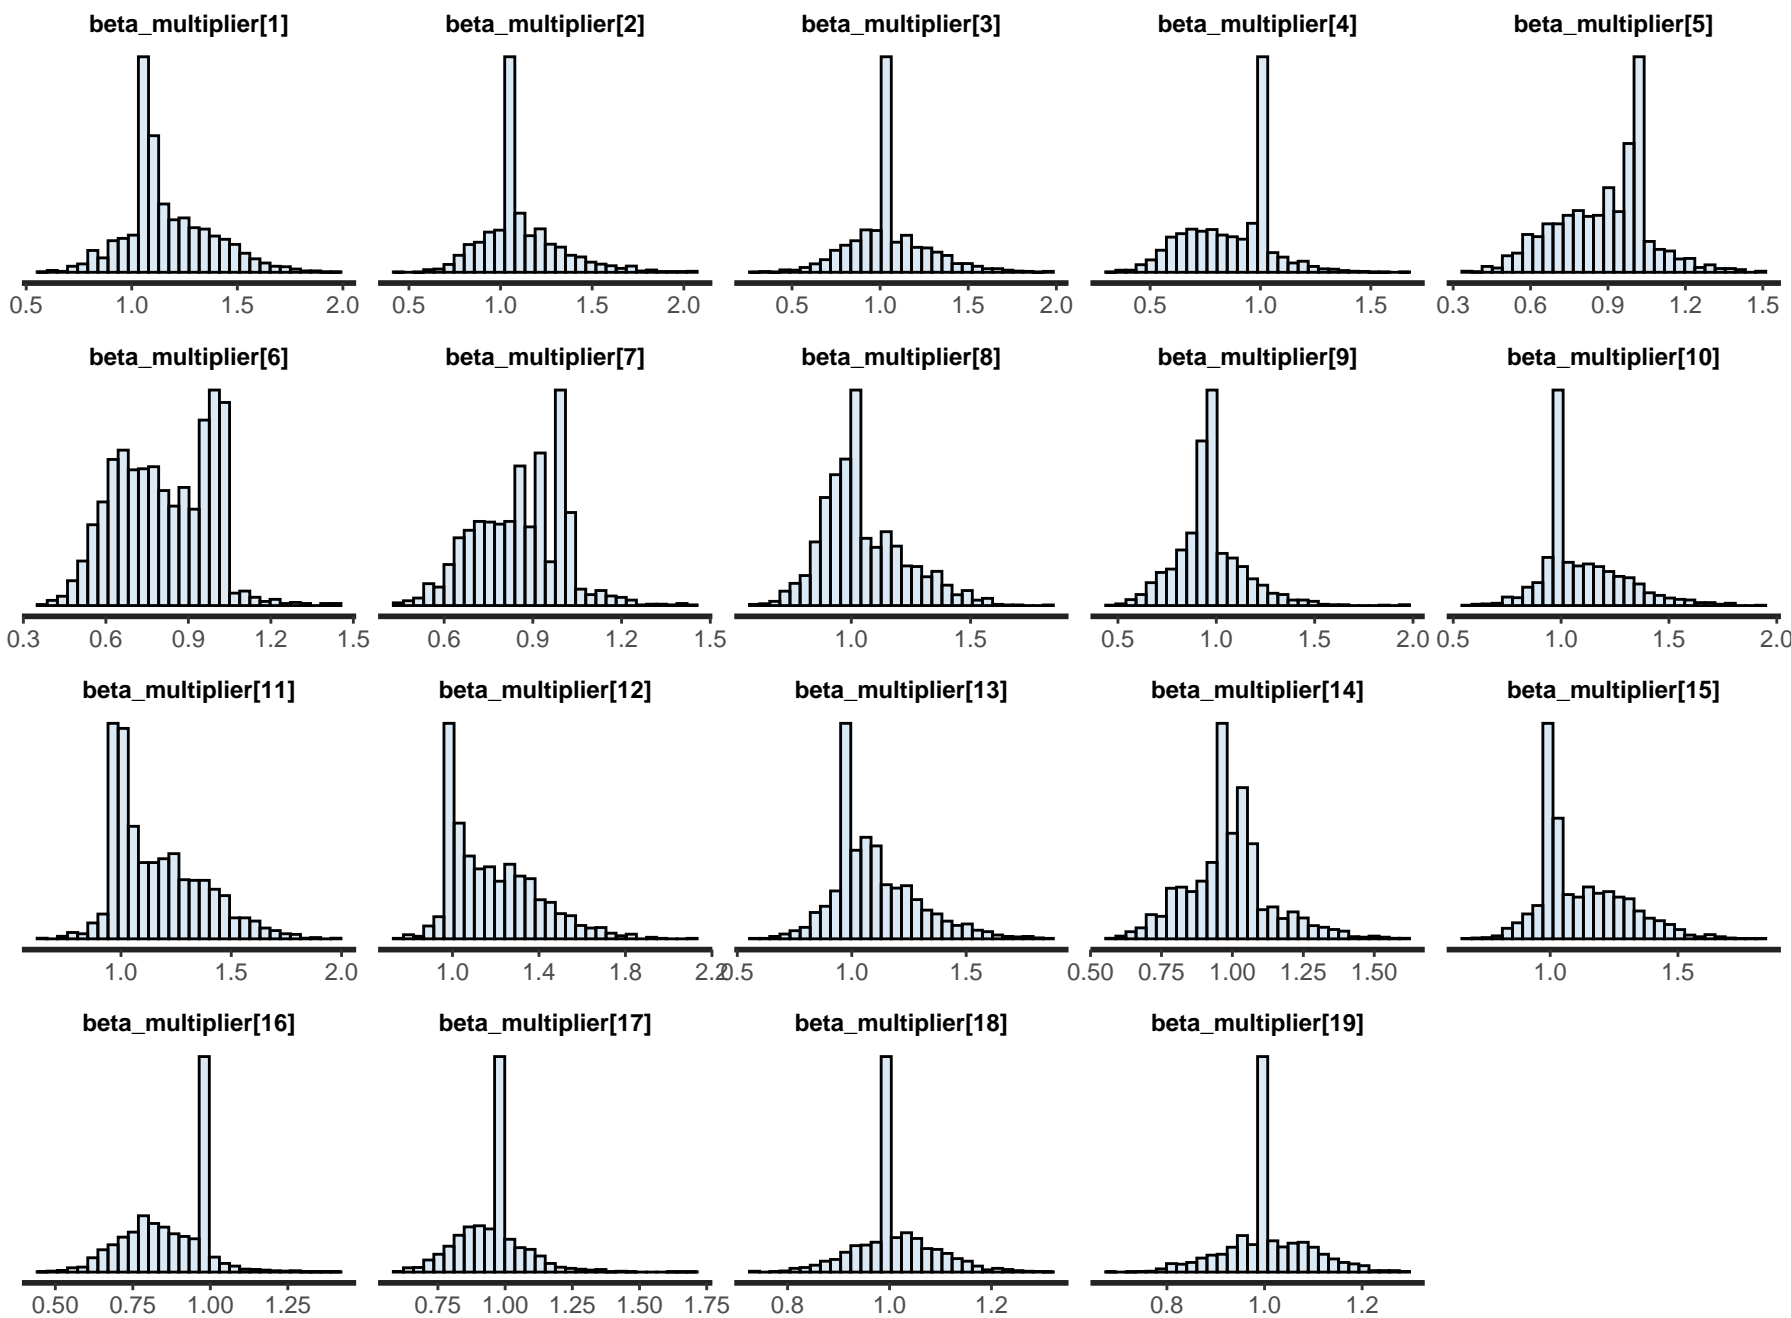 beta_multiplier[1] beta_multiplier[2] beta_multiplier[3] beta_multiplier[4] beta_multiplier[5]
0.5 1.0 1.5 2.0 0.5 1.0 1.5 2.0 0.5 1.0 1.5 2.0 0.5 1.0 1.5 0.3 0.6 0.9 1.2 1.5
beta_multiplier[6] beta_multiplier[7] beta_multiplier[8] beta_multiplier[9] beta_multiplier[10]
0.3 0.6 0.9 1.2 1.5 0.6 0.9 1.2 1.5 1.0 1.5 0.5 1.0 1.5 2.0 0.5 1.0 1.5 2.0
beta_multiplier[11] beta_multiplier[12] beta_multiplier[13] beta_multiplier[14] beta_multiplier[15]
1.0 1.5 2.0 1.0 1.4 1.8 2.2 0.5 1.0 1.5 0.50 0.75 1.00 1.25 1.50 1.0 1.5
beta_multiplier[16] beta_multiplier[17] beta_multiplier[18] beta_multiplier[19]
0.50 0.75 1.00 1.25 0.75 1.00 1.25 1.50 1.75 0.8 1.0 1.2 0.8 1.0 1.2